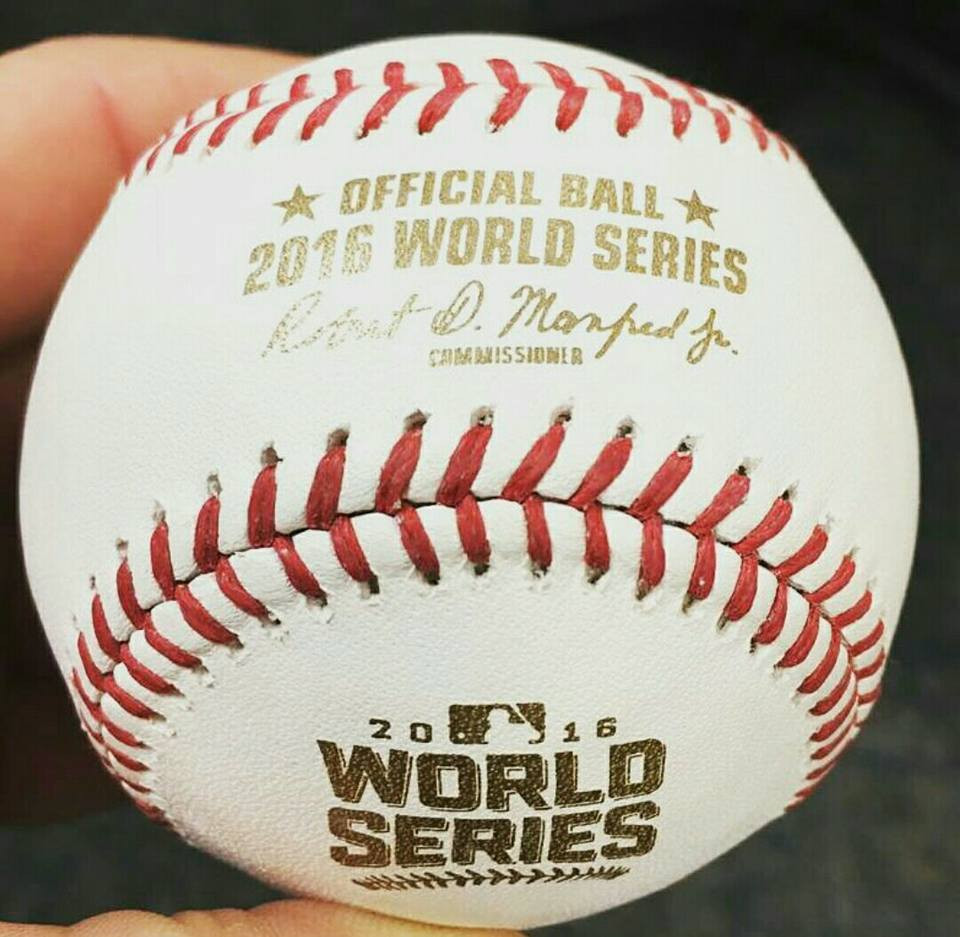 ★ OFFICIAL BALL ★
2016 WORLD SERIES
Robert D. Manfred Jr.
COMMISSIONER
20 16
WORLD
SERIES